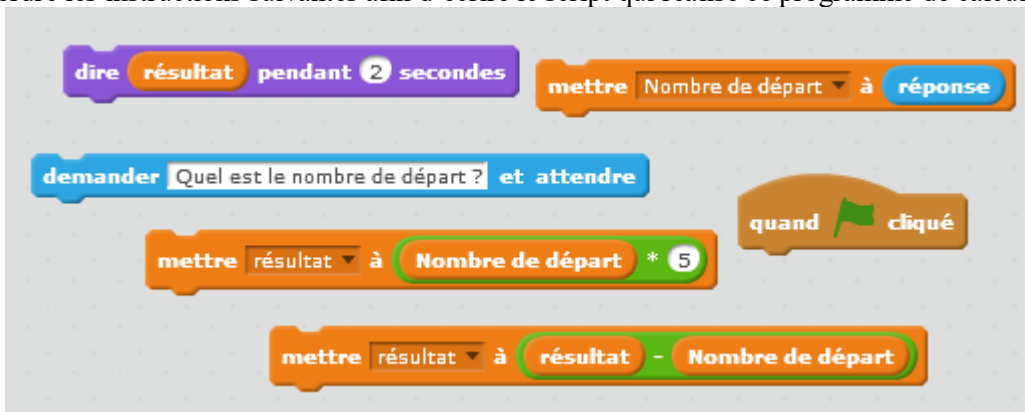 dire résultat pendant 2 secondes
mettre Nombre de départ à réponse
demander Quel est le nombre de départ ? et attendre
quand cliqué
mettre résultat à Nombre de départ * 5
mettre résultat à résultat - Nombre de départ